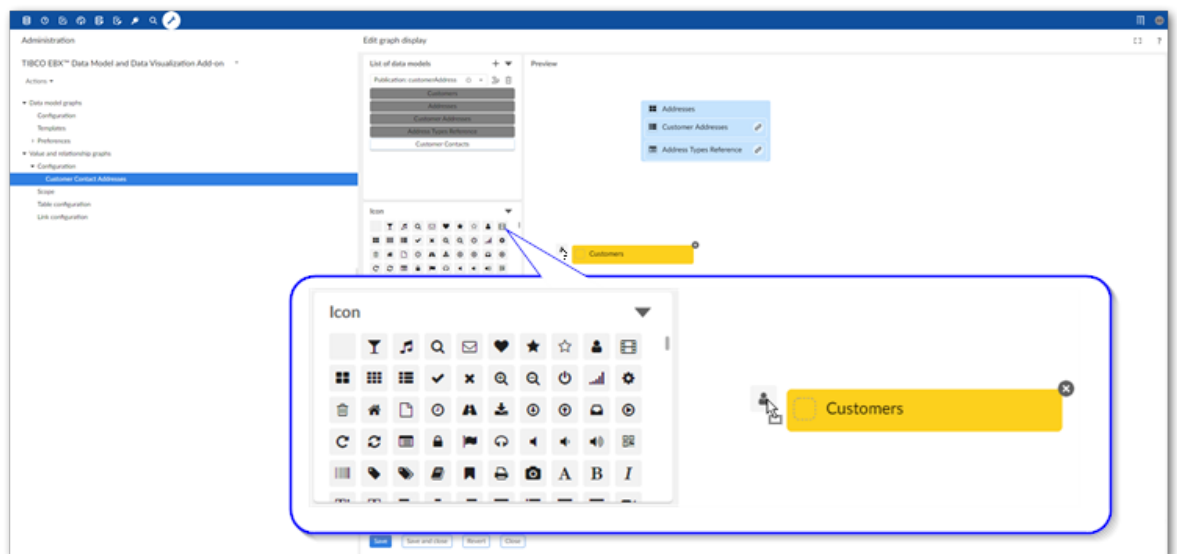 Administration
Edit graph display
?
TIBCO EBX™ Data Model and Data Visualization Add-on
Actions
Data model graphs
Configuration
Templates
Preferences
Value and relationship graphs
Configuration
Customer Contact Addresses
Scope
Table configuration
Link configuration
List of data models
Publication: customerAddress
Customers
Addresses
Customer Addresses
Address Types Reference
Customer Contacts
Icon
Preview
Addresses
Customer Addresses
Address Types Reference
Customers
Icon
A B I
Customers
Save
Save and close
Revert
Close